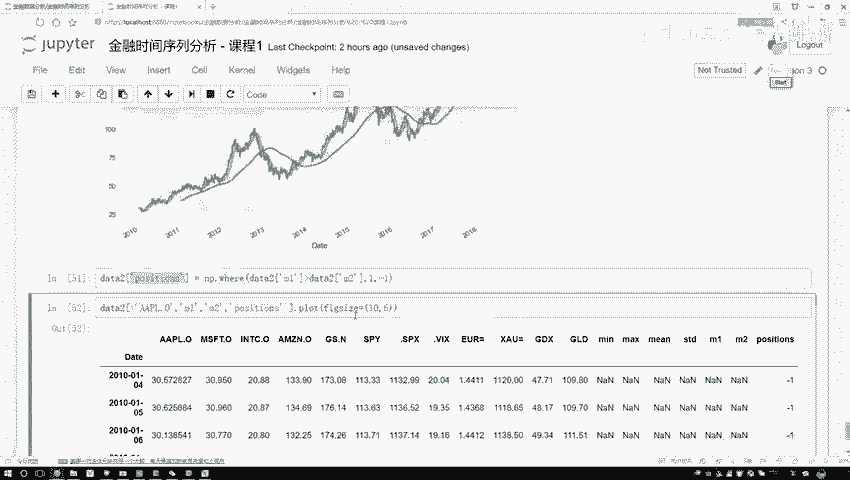 jupyter 金融时间序列分析 - 课程1 Last Checkpoint: 2 hours ago (unsaved changes)
Logout
File Edit View Insert Cell Kernel Widgets Help
Not Trusted
Code
100
75
50
25
2010 2011 2012 2013 2014 2015 2016 2017 2018
Date
In [51]: data2['positions'] = np.where(data2['m1']>data2['m2'],1,-1)
In [52]: data2[['AAPL.O','m1','m2','positions' ].plot(figsize=(10,6))
Out[52]:
AAPL.O MSFT.O INTC.O AMZN.O GS.N SPY .SPX .VIX EUR= XAU= GDX GLD min max mean std m1 m2 positions
Date
2010-01-04 30.572827 30.950 20.88 133.90 173.08 113.33 1132.99 20.04 1.4411 1120.00 47.71 109.80 NaN NaN NaN NaN NaN NaN -1
2010-01-05 30.625684 30.960 20.87 134.69 176.14 113.63 1136.52 19.35 1.4368 1118.65 48.17 109.70 NaN NaN NaN NaN NaN NaN -1
2010-01-06 30.138541 30.770 20.80 132.25 174.26 113.71 1137.14 19.16 1.4412 1138.50 49.34 111.51 NaN NaN NaN NaN NaN NaN -1